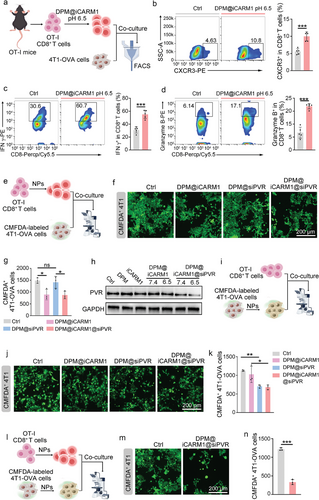 a
DPM@iCARM1
pH 6.5
OT-I mice
OT-I
CD8+ T cells
Co-culture
4T1-OVA cells
FACS
b
Ctrl
DPM@iCARM1 pH 6.5
4.63
10.8
SSC-A
CXCR3-PE
CXCR3+ in CD8+ T cells (%)
15
10
5
0
***
c
Ctrl
DPM@iCARM1 pH 6.5
30.6
60.7
IFN γ-PE
CD8-Percp/Cy5.5
IFN γ+ in CD8+ T cells (%)
***
d
Ctrl
DPM@iCARM1 pH 6.5
6.14
17.1
Granzyme B-PE
CD8-Percp/Cy5.5
Granzyme B+ in
CD8+ T cells (%)
***
e
OT-I
CD8+ T cells
NPs
Co-culture
CMFDA-labeled
4T1-OVA cells
f
Ctrl
DPM@iCARM1
DPM@siPVR
DPM@
iCARM1@siPVR
CMFDA+ 4T1
200 μm
g
CMFDA+
4T1-OVA cells
ns
*
*
Ctrl
DPM@iCARM1
DPM@siPVR
DPM@iCARM1@siPVR
h
Ctrl
DPM
iCARM1
DPM@
iCARM1
DPM@
iCARM1@siPVR
7.4 6.5 7.4 6.5
PVR
GAPDH
i
OT-I
CD8+ T cells
Co-culture
CMFDA-labeled
4T1-OVA cells
NPs
j
Ctrl
DPM@iCARM1
DPM@siPVR
DPM@
iCARM1@siPVR
CMFDA+ 4T1
200 μm
k
CMFDA+ 4T1-OVA cells
**
*
Ctrl
DPM@iCARM1
DPM@siPVR
DPM@iCARM1
@siPVR
l
OT-I
CD8+ T cells
NPs
Co-culture
CMFDA-labeled
4T1-OVA cells
NPs
m
Ctrl
DPM@
iCARM1@siPVR
CMFDA+ 4T1
200 μm
n
CMFDA+ 4T1-OVA cells
***